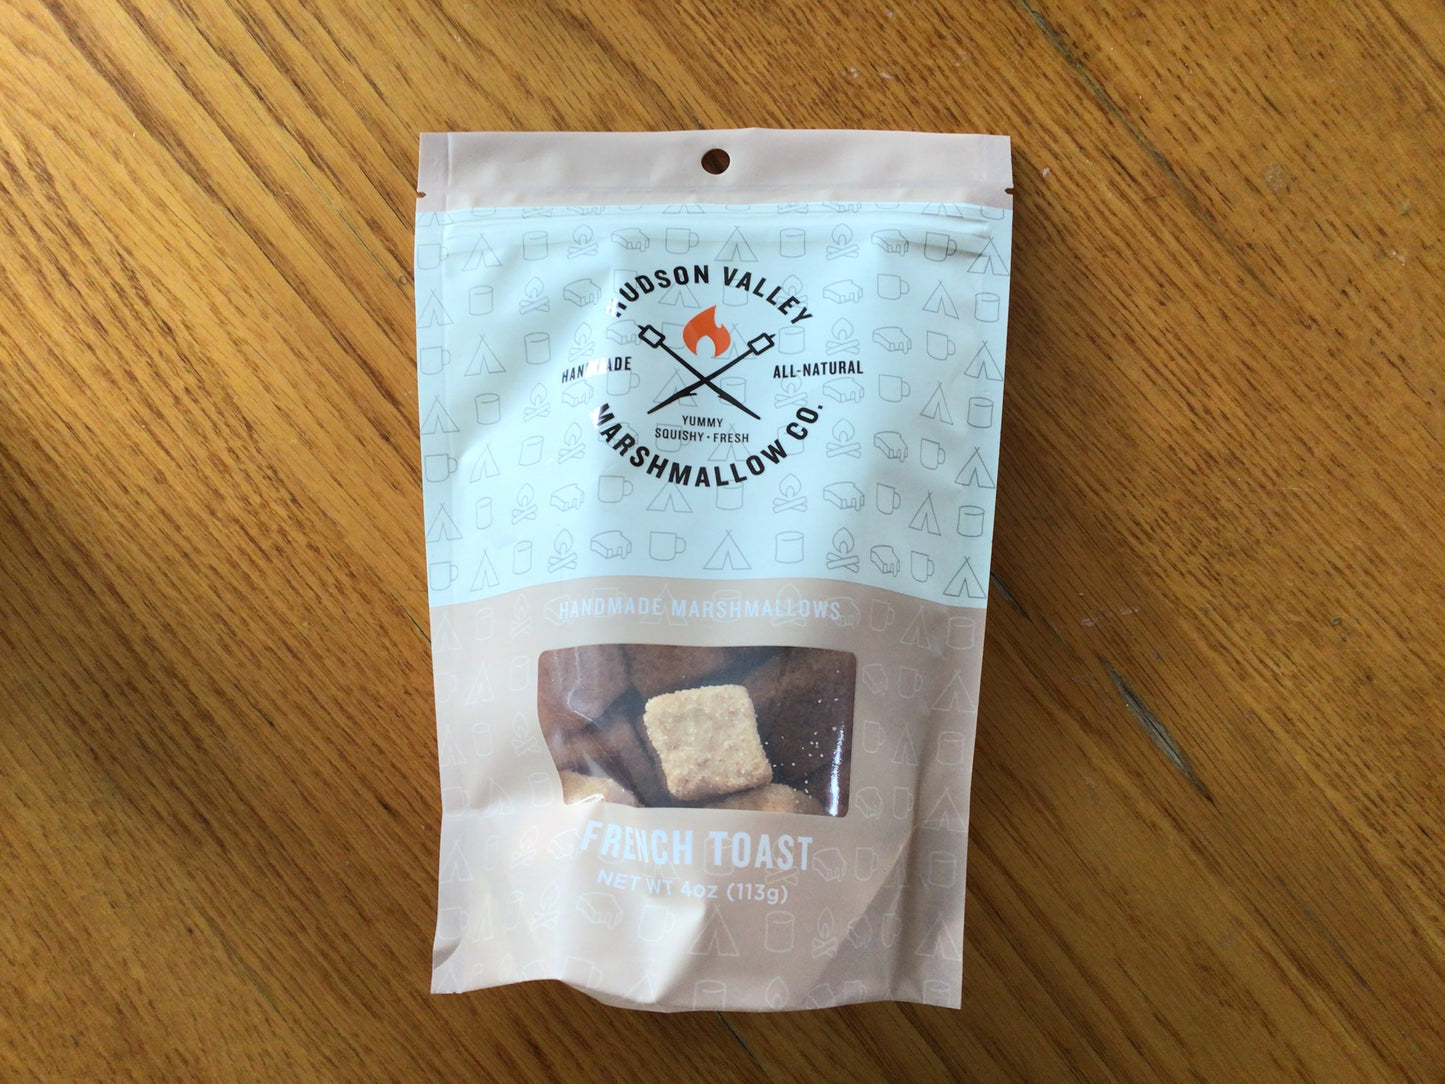 HUDSON VALLEY
HANDMADE
ALL-NATURAL
YUMMY
SQUISHY • FRESH
MARSHMALLOW CO.
HANDMADE MARSHMALLOWS
FRENCH TOAST
NET WT 4oz (113g)